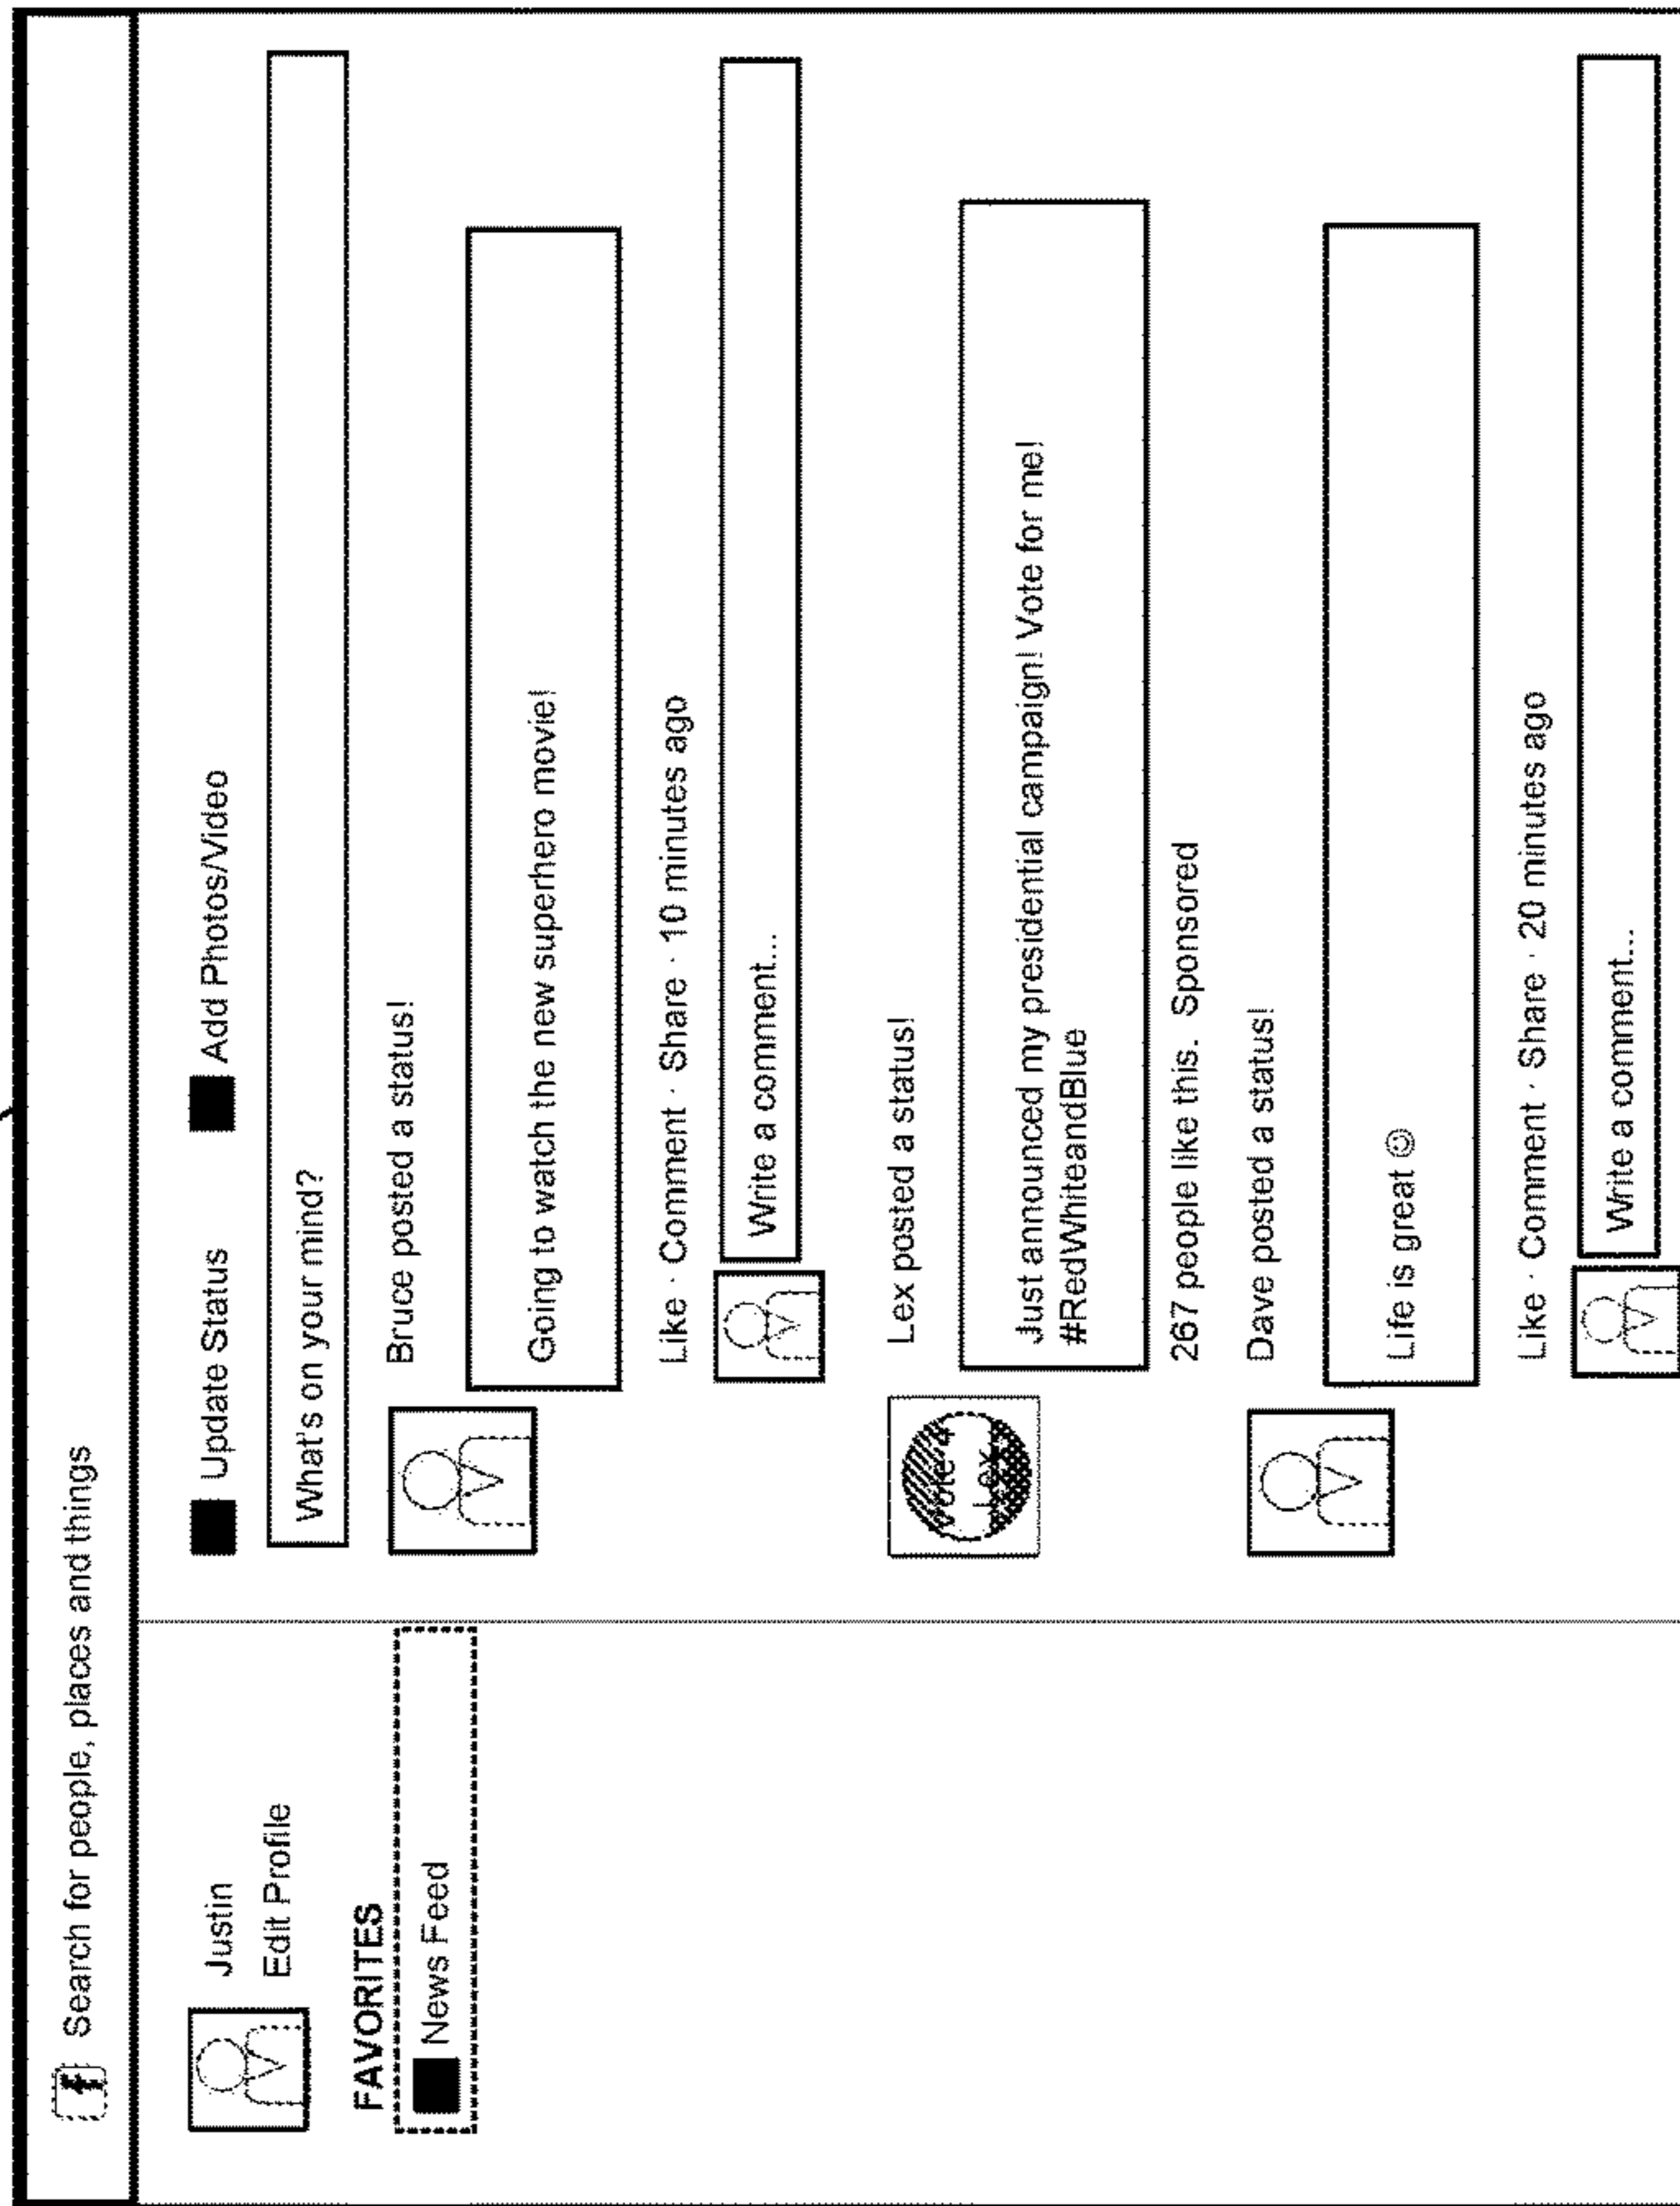 f Search for people, places and things
Justin
Edit Profile
FAVORITES
News Feed
Update Status Add Photos/Video
What's on your mind?
Bruce posted a status!
Going to watch the new superhero movie!
Like · Comment · Share · 10 minutes ago
Write a comment...
Lex posted a status!
Vote 4
Lex
Just announced my presidential campaign! Vote for me!
#RedWhiteandBlue
267 people like this. Sponsored
Dave posted a status!
Life is great ☺
Like · Comment · Share · 20 minutes ago
Write a comment...